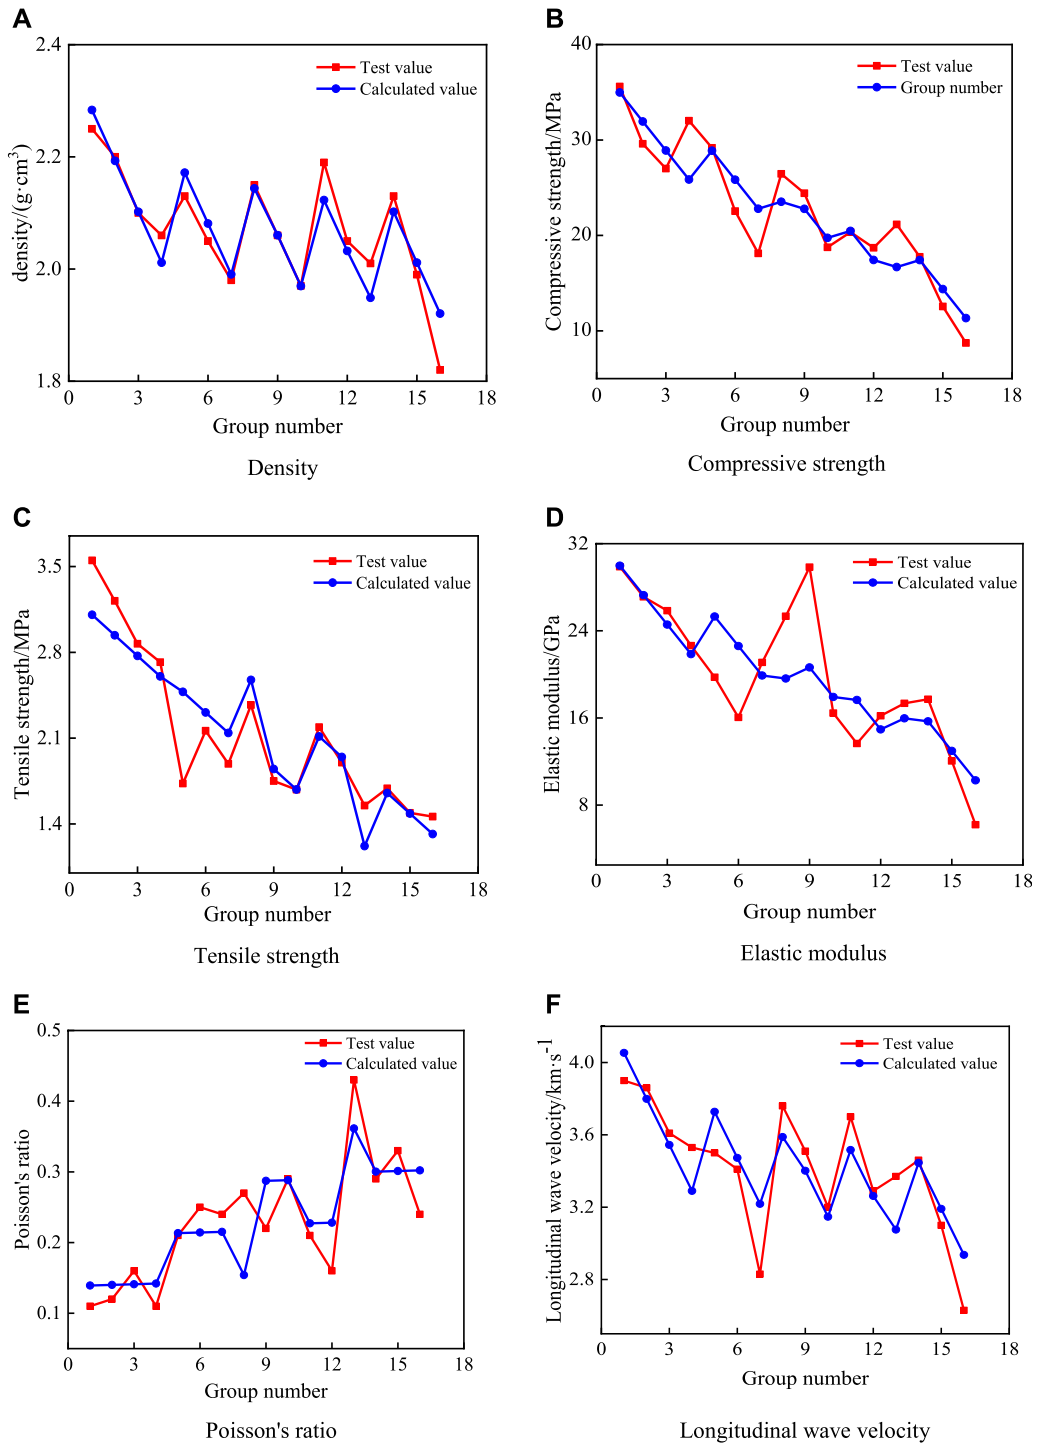 A
2.4
2.2
2.0
1.8
density/(g·cm³)
Test value
Calculated value
0 3 6 9 12 15 18
Group number
Density
B
40
30
20
10
Compressive strength/MPa
Test value
Group number
0 3 6 9 12 15 18
Group number
Compressive strength
C
3.5
2.8
2.1
1.4
Tensile strength/MPa
Test value
Calculated value
0 3 6 9 12 15 18
Group number
Tensile strength
D
32
24
16
8
Elastic modulus/GPa
Test value
Calculated value
0 3 6 9 12 15 18
Group number
Elastic modulus
E
0.5
0.4
0.3
0.2
0.1
Poisson's ratio
Test value
Calculated value
0 3 6 9 12 15 18
Group number
Poisson's ratio
F
4.0
3.6
3.2
2.8
Longitudinal wave velocity/km·s⁻¹
Test value
Calculated value
0 3 6 9 12 15 18
Group number
Longitudinal wave velocity